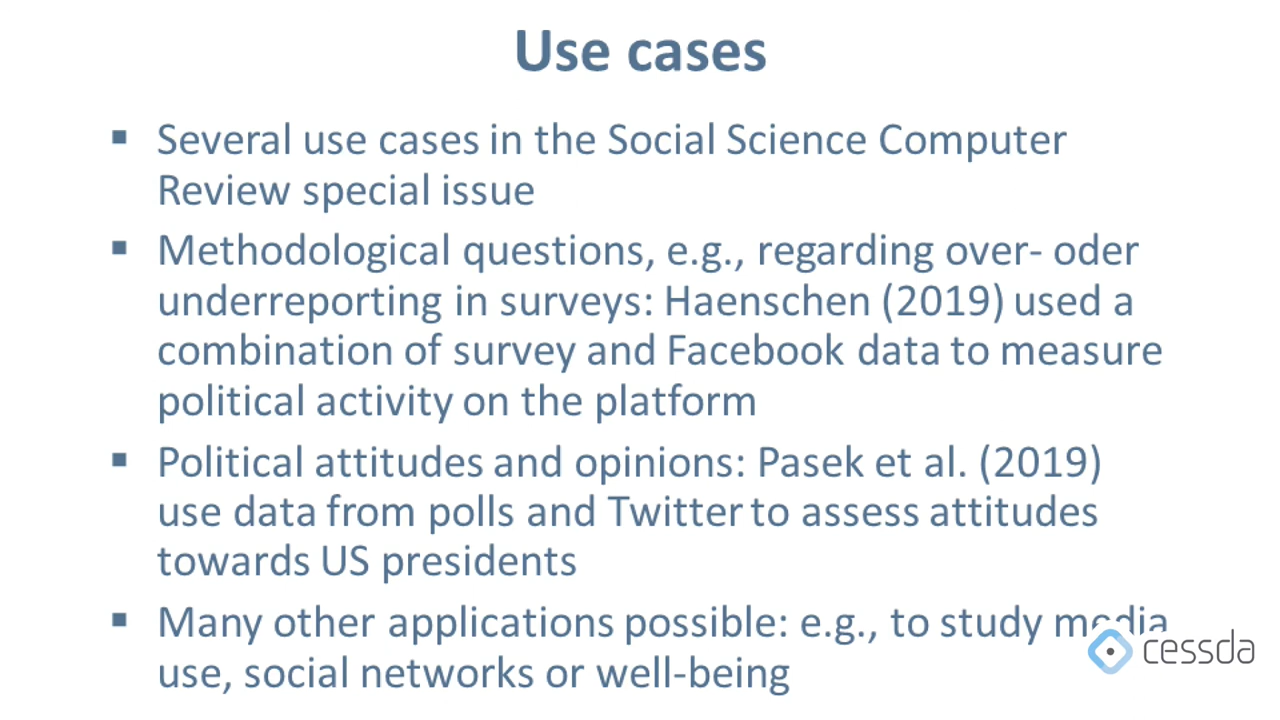 Use cases
▪ Several use cases in the Social Science Computer
Review special issue
▪ Methodological questions, e.g., regarding over- oder
underreporting in surveys: Haenschen (2019) used a
combination of survey and Facebook data to measure
political activity on the platform
▪ Political attitudes and opinions: Pasek et al. (2019)
use data from polls and Twitter to assess attitudes
towards US presidents
▪ Many other applications possible: e.g., to study media
use, social networks or well-being
cessda